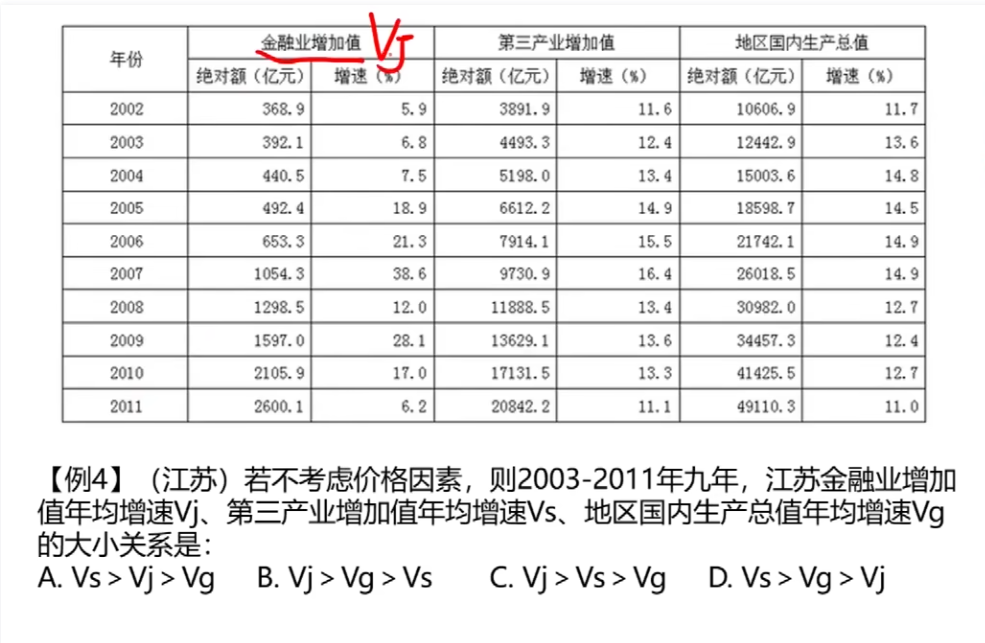 年份 金融业增加值 VJ 第三产业增加值 地区国内生产总值
绝对额（亿元） 增速（%） 绝对额（亿元） 增速（%） 绝对额（亿元） 增速（%）
2002 368.9 5.9 3891.9 11.6 10606.9 11.7
2003 392.1 6.8 4493.3 12.4 12442.9 13.6
2004 440.5 7.5 5198.0 13.4 15003.6 14.8
2005 492.4 18.9 6612.2 14.9 18598.7 14.5
2006 653.3 21.3 7914.1 15.5 21742.1 14.9
2007 1054.3 38.6 9730.9 16.4 26018.5 14.9
2008 1298.5 12.0 11888.5 13.4 30982.0 12.7
2009 1597.0 28.1 13629.1 13.6 34457.3 12.4
2010 2105.9 17.0 17131.5 13.3 41425.5 12.7
2011 2600.1 6.2 20842.2 11.1 49110.3 11.0
【例4】（江苏）若不考虑价格因素，则2003-2011年九年，江苏金融业增加
值年均增速Vj、第三产业增加值年均增速Vs、地区国内生产总值年均增速Vg
的大小关系是：
A. Vs > Vj > Vg B. Vj > Vg > Vs C. Vj > Vs > Vg D. Vs > Vg > Vj